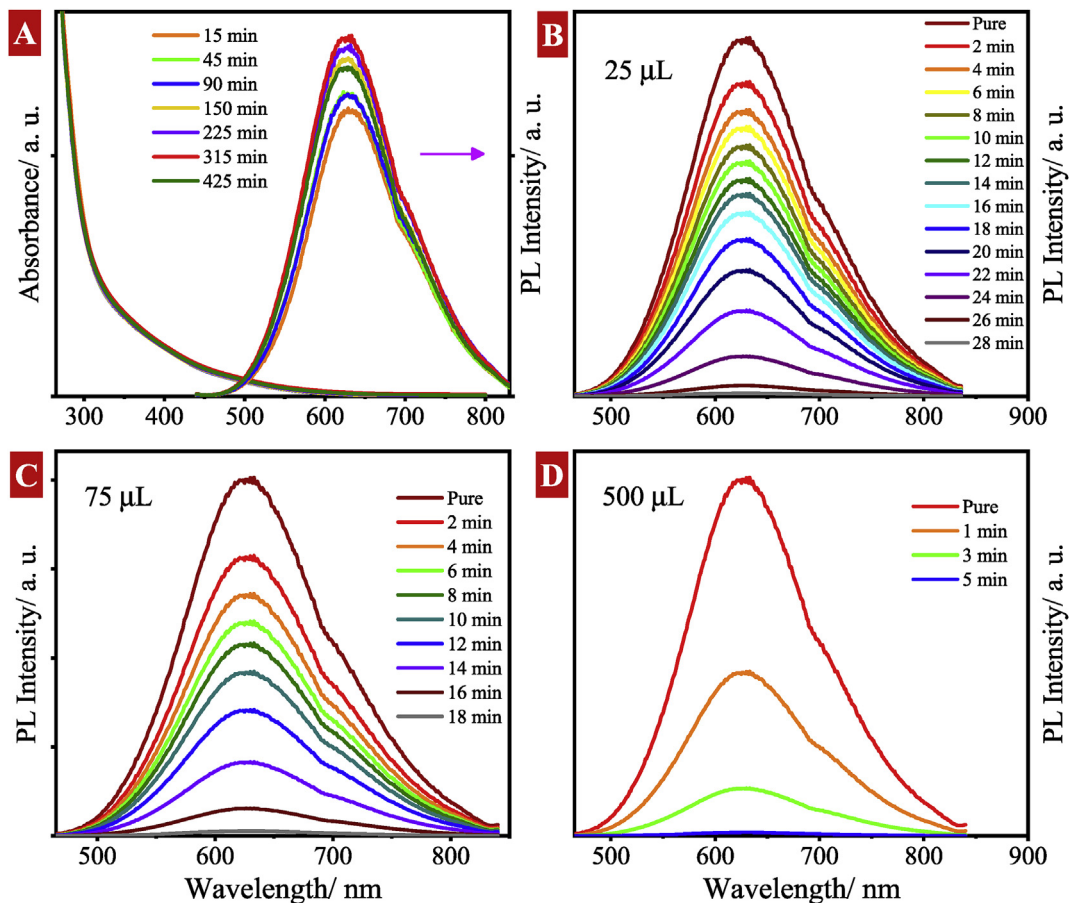 A
15 min
45 min
90 min
150 min
225 min
315 min
425 min
Absorbance/ a. u.
PL Intensity/ a. u.
300 400 500 600 700 800
B
25 µL
Pure
2 min
4 min
6 min
8 min
10 min
12 min
14 min
16 min
18 min
20 min
22 min
24 min
26 min
28 min
PL Intensity/ a. u.
500 600 700 800 900
C
75 µL
Pure
2 min
4 min
6 min
8 min
10 min
12 min
14 min
16 min
18 min
PL Intensity/ a. u.
500 600 700 800
Wavelength/ nm
D
500 µL
Pure
1 min
3 min
5 min
PL Intensity/ a. u.
500 600 700 800 900
Wavelength/ nm